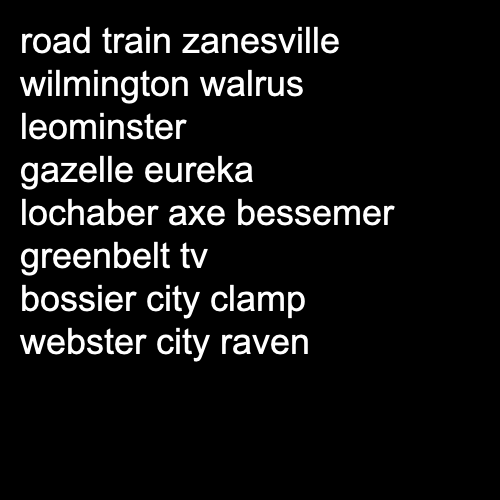 road train zanesville
wilmington walrus
leominster
gazelle eureka
lochaber axe bessemer
greenbelt tv
bossier city clamp
webster city raven